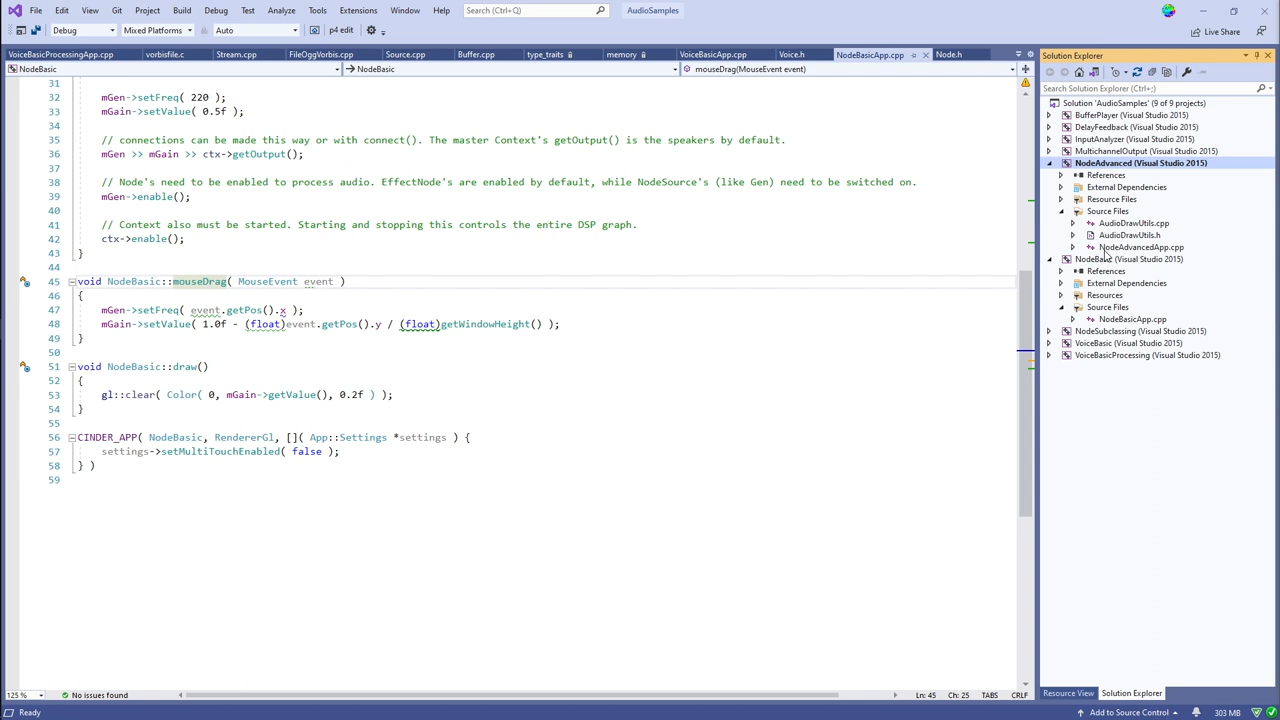 File Edit View Git Project Build Debug Test Analyze Tools Extensions Window Help Search (Ctrl+Q) AudioSamples
Debug Mixed Platforms Auto p4 edit Live Share
VoiceBasicProcessingApp.cpp vorbisfile.c Stream.cpp FileOggVorbis.cpp Source.cpp Buffer.cpp type_traits memory VoiceBasicApp.cpp Voice.h NodeBasicApp.cpp Node.h
NodeBasic NodeBasic mouseDrag(MouseEvent event)
31
32 mGen->setFreq( 220 );
33 mGain->setValue( 0.5f );
34
35 // connections can be made this way or with connect(). The master Context's getOutput() is the speakers by default.
36 mGen >> mGain >> ctx->getOutput();
37
38 // Node's need to be enabled to process audio. EffectNode's are enabled by default, while NodeSource's (like Gen) need to be switched on.
39 mGen->enable();
40
41 // Context also must be started. Starting and stopping this controls the entire DSP graph.
42 ctx->enable();
43 }
44
45 void NodeBasic::mouseDrag( MouseEvent event )
46 {
47 mGen->setFreq( event.getPos().x );
48 mGain->setValue( 1.0f - (float)event.getPos().y / (float)getWindowHeight() );
49 }
50
51 void NodeBasic::draw()
52 {
53 gl::clear( Color( 0, mGain->getValue(), 0.2f ) );
54 }
55
56 CINDER_APP( NodeBasic, RendererGl, []( App::Settings *settings ) {
57 settings->setMultiTouchEnabled( false );
58 } )
59
125 % No issues found Ln: 45 Ch: 25 TABS CRLF
Solution Explorer
Search Solution Explorer (Ctrl+;)
Solution 'AudioSamples' (9 of 9 projects)
BufferPlayer (Visual Studio 2015)
DelayFeedback (Visual Studio 2015)
InputAnalyzer (Visual Studio 2015)
MultichannelOutput (Visual Studio 2015)
NodeAdvanced (Visual Studio 2015)
References
External Dependencies
Resource Files
Source Files
AudioDrawUtils.cpp
AudioDrawUtils.h
NodeAdvancedApp.cpp
NodeBasic (Visual Studio 2015)
References
External Dependencies
Resources
Source Files
NodeBasicApp.cpp
NodeSubclassing (Visual Studio 2015)
VoiceBasic (Visual Studio 2015)
VoiceBasicProcessing (Visual Studio 2015)
Resource View Solution Explorer
Ready Add to Source Control 303 MB